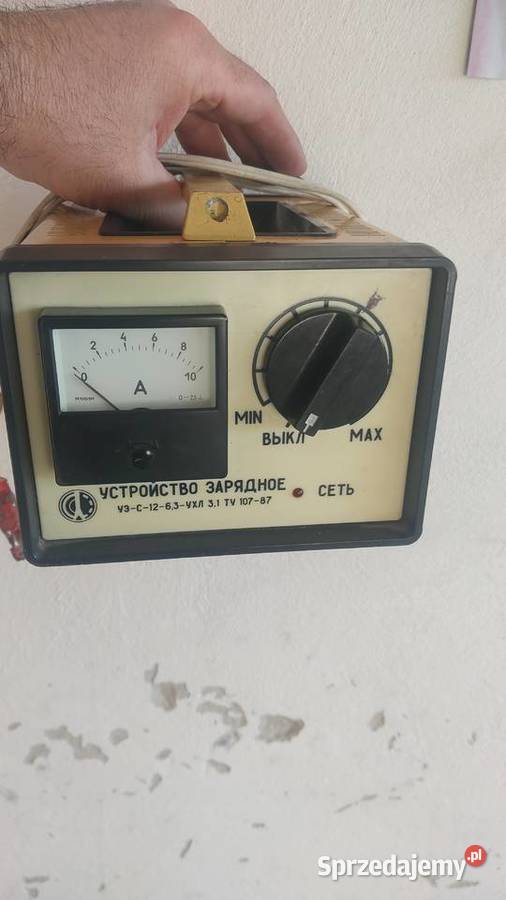 0 2 4 6 8 10
A
MIN
ВЫКЛ
MAX
УСТРОЙСТВО ЗАРЯДНОЕ
УЗ-С-12-6,3-УХЛ 3.1 ТУ 107-87
СЕТЬ
Sprzedajemy.pl